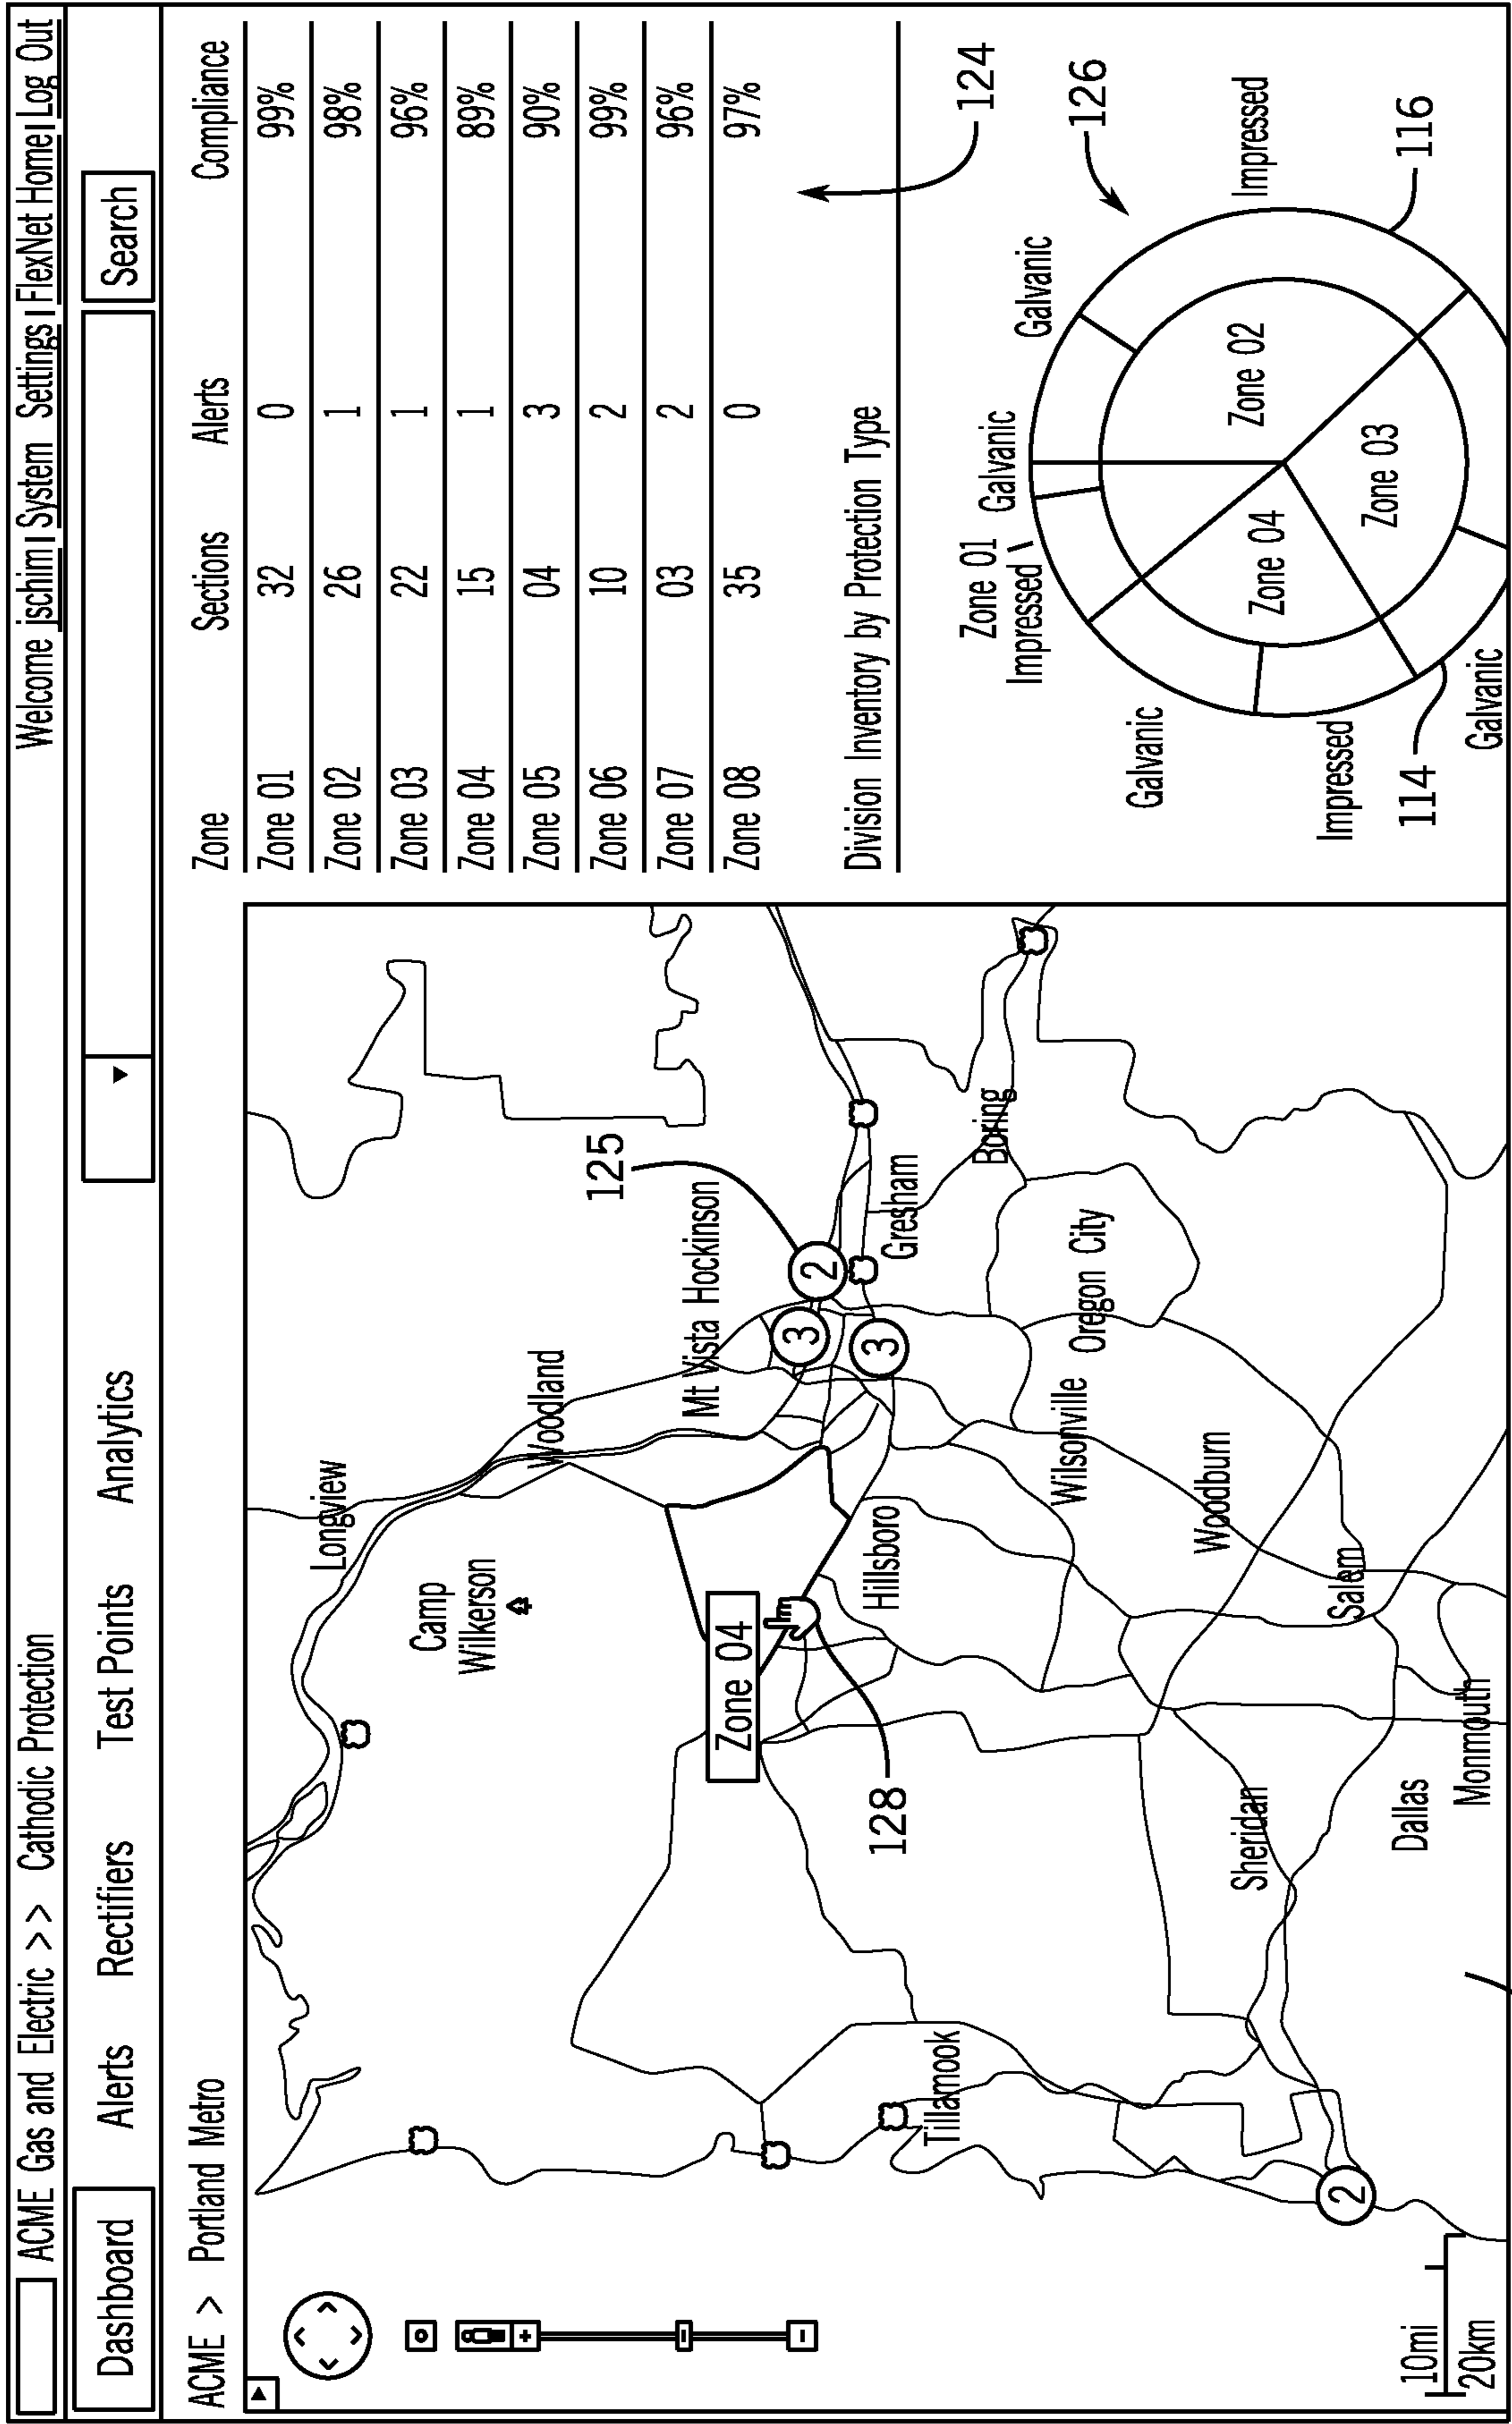 ACME Gas and Electric >> Cathodic Protection
Welcome jschim | System Settings | FlexNet Home | Log Out
Dashboard Alerts Rectifiers Test Points Analytics
Search
ACME > Portland Metro
Longview
Camp
Wilkerson
Woodland
Mt Vista Hockinson
125
Zone 04
2
3
3
Gresham
Hillsboro
128
Boring
Tillamook
Oregon City
Wilsonville
Woodburn
Sheridan
Salem
2
Dallas
Monmouth
10mi
20km
Zone Sections Alerts Compliance
Zone 01 32 0 99%
Zone 02 26 1 98%
Zone 03 22 1 96%
Zone 04 15 1 89%
Zone 05 04 3 90%
Zone 06 10 2 99%
Zone 07 03 2 96%
Zone 08 35 0 97%
124
Division Inventory by Protection Type
126
Zone 01
Impressed
Galvanic
Galvanic
Impressed
Zone 02
Zone 04
Zone 03
Galvanic
Impressed
114
116
Galvanic